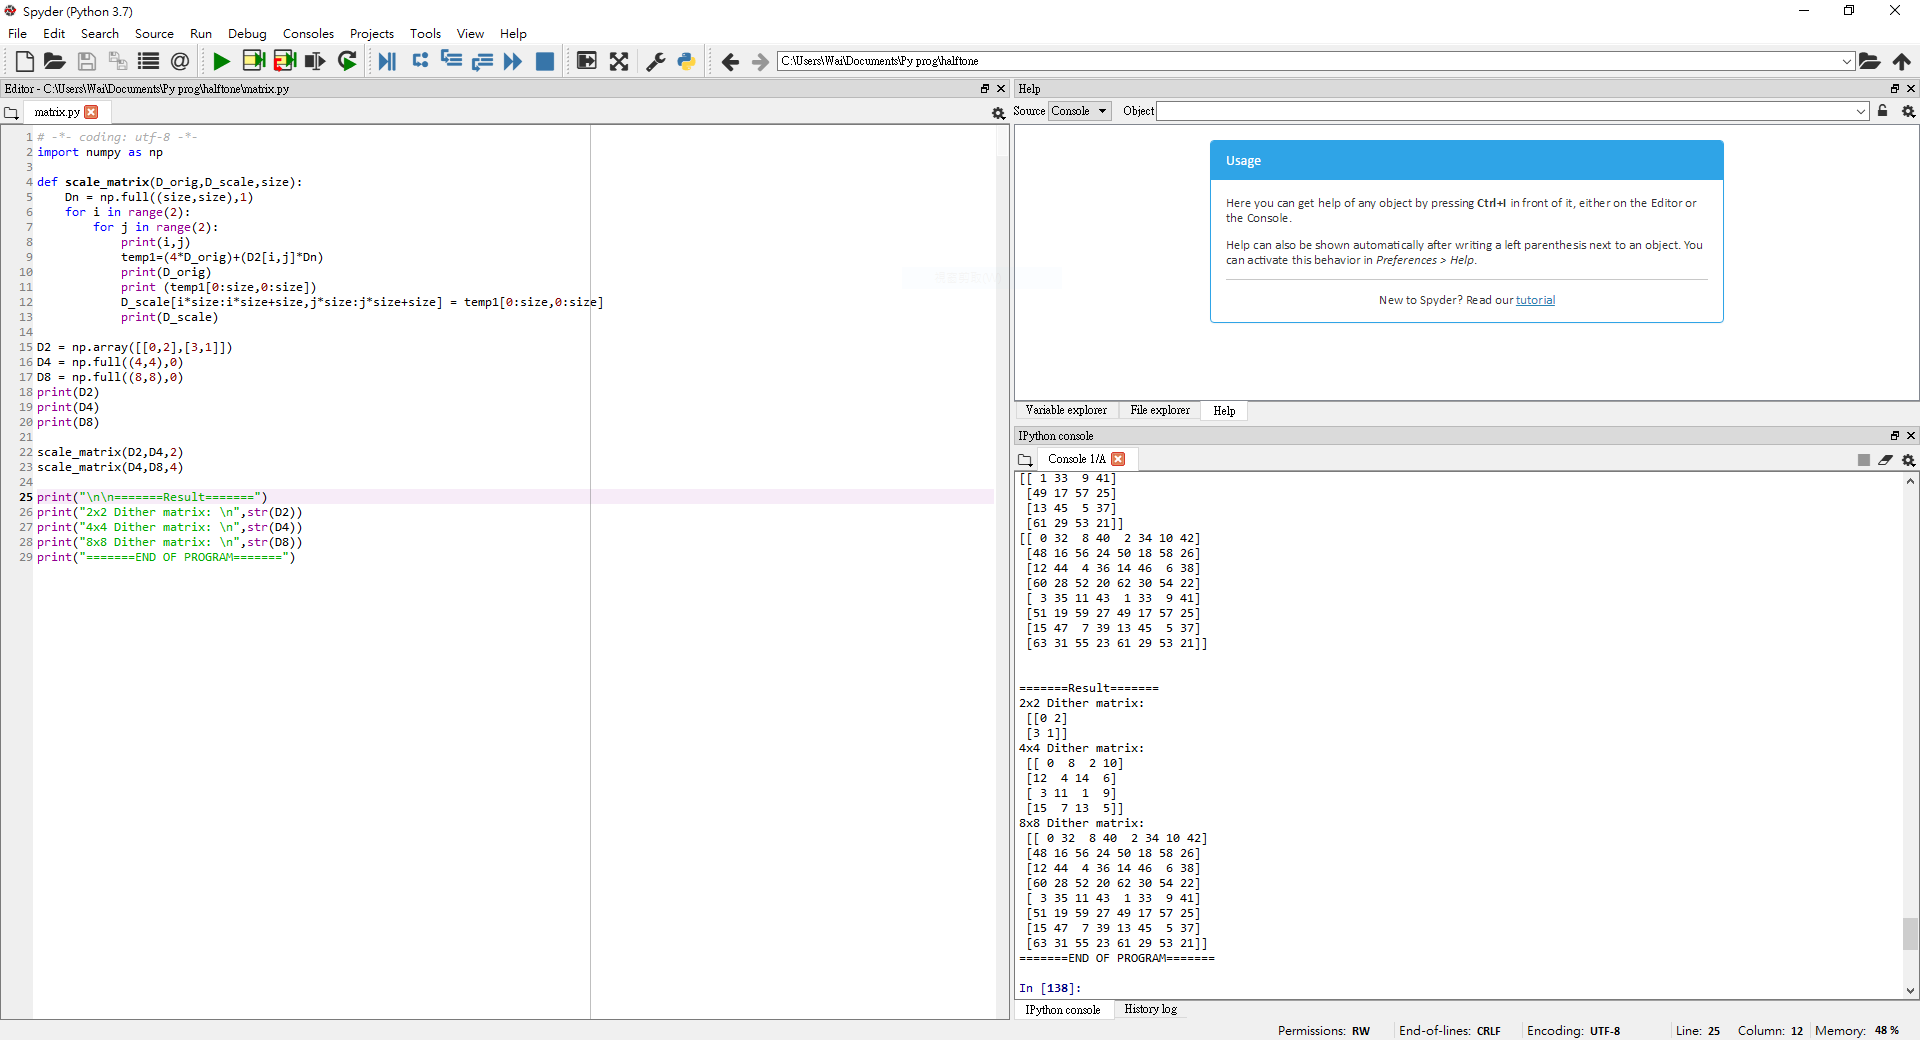 Spyder (Python 3.7)
File Edit Search Source Run Debug Consoles Projects Tools View Help
C:\Users\Wai\Documents\Py prog\halftone
Editor - C:\Users\Wai\Documents\Py prog\halftone\matrix.py
matrix.py
1 # -*- coding: utf-8 -*-
2 import numpy as np
3
4 def scale_matrix(D_orig,D_scale,size):
5     Dn = np.full((size,size),1)
6     for i in range(2):
7         for j in range(2):
8             print(i,j)
9             temp1=(4*D_orig)+(D2[i,j]*Dn)
10             print(D_orig)
11             print (temp1[0:size,0:size])
12             D_scale[i*size:i*size+size,j*size:j*size+size] = temp1[0:size,0:size]
13             print(D_scale)
14
15 D2 = np.array([[0,2],[3,1]])
16 D4 = np.full((4,4),0)
17 D8 = np.full((8,8),0)
18 print(D2)
19 print(D4)
20 print(D8)
21
22 scale_matrix(D2,D4,2)
23 scale_matrix(D4,D8,4)
24
25 print("\n\n=======Result=======")
26 print("2x2 Dither matrix: \n",str(D2))
27 print("4x4 Dither matrix: \n",str(D4))
28 print("8x8 Dither matrix: \n",str(D8))
29 print("=======END OF PROGRAM=======")
Help
Source Console Object
Usage
Here you can get help of any object by pressing Ctrl+I in front of it, either on the Editor or
the Console.
Help can also be shown automatically after writing a left parenthesis next to an object. You
can activate this behavior in Preferences > Help.
New to Spyder? Read our tutorial
Variable explorer File explorer Help
IPython console
Console 1/A
[[ 1 33  9 41]
 [49 17 57 25]
 [13 45  5 37]
 [61 29 53 21]]
[[ 0 32  8 40  2 34 10 42]
 [48 16 56 24 50 18 58 26]
 [12 44  4 36 14 46  6 38]
 [60 28 52 20 62 30 54 22]
 [ 3 35 11 43  1 33  9 41]
 [51 19 59 27 49 17 57 25]
 [15 47  7 39 13 45  5 37]
 [63 31 55 23 61 29 53 21]]
=======Result=======
2x2 Dither matrix:
 [[0 2]
 [3 1]]
4x4 Dither matrix:
 [[ 0  8  2 10]
 [12  4 14  6]
 [ 3 11  1  9]
 [15  7 13  5]]
8x8 Dither matrix:
 [[ 0 32  8 40  2 34 10 42]
 [48 16 56 24 50 18 58 26]
 [12 44  4 36 14 46  6 38]
 [60 28 52 20 62 30 54 22]
 [ 3 35 11 43  1 33  9 41]
 [51 19 59 27 49 17 57 25]
 [15 47  7 39 13 45  5 37]
 [63 31 55 23 61 29 53 21]]
=======END OF PROGRAM=======
In [138]:
IPython console History log
Permissions: RW End-of-lines: CRLF Encoding: UTF-8 Line: 25 Column: 12 Memory: 48 %